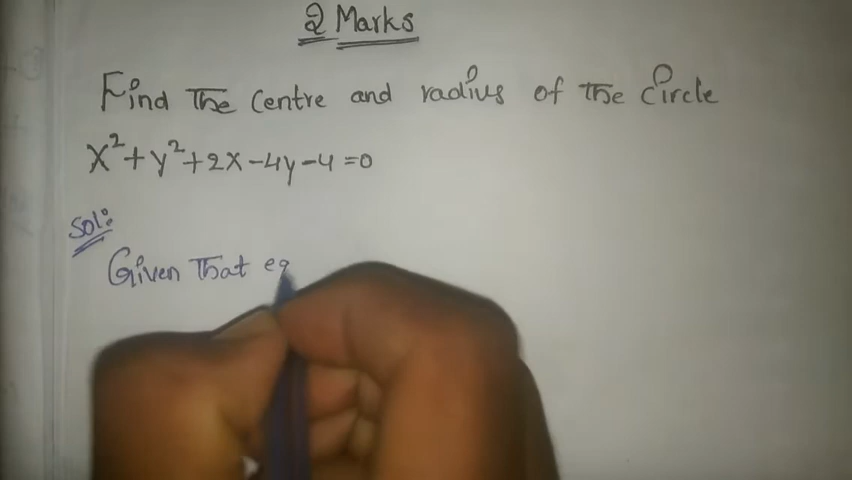 2 Marks
Find The Centre and radius of The Circle
x²+y²+2x-4y-4=0
Sol:
Given That eq